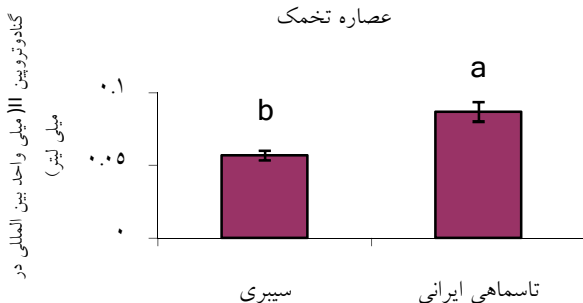 عصاره تخمک
گنادوتروپین II(میلی واحد بین المللی در
میلی لیتر)
۰.۱
۰.۰۵
۰
b
a
سیبری
تاسماهی ایرانی